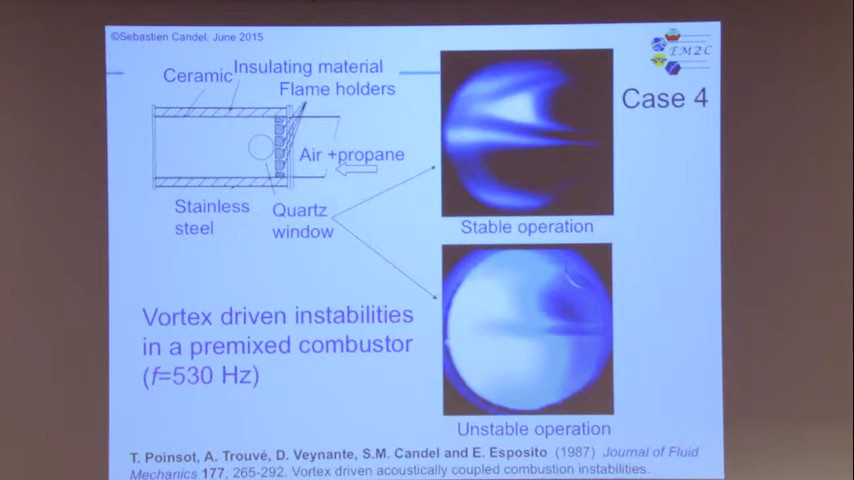 ©Sebastien Candel, June 2015
EM2C
Case 4
Ceramic
Insulating material
Flame holders
Air +propane
Stainless
steel
Quartz
window
Stable operation
Unstable operation
Vortex driven instabilities
in a premixed combustor
(f=530 Hz)
T. Poinsot, A. Trouvé, D. Veynante, S.M. Candel and E. Esposito (1987) Journal of Fluid
Mechanics 177, 265-292. Vortex driven acoustically coupled combustion instabilities.